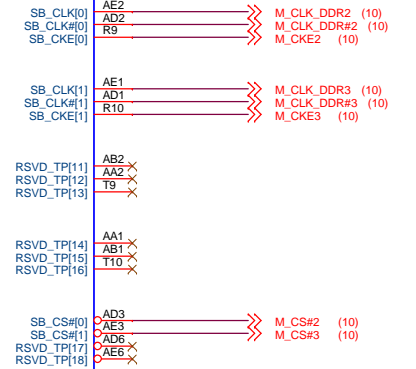 SB_CLK[0] AE2 M_CLK_DDR2 (10)
SB_CLK#[0] AD2 M_CLK_DDR#2 (10)
SB_CKE[0] R9 M_CKE2 (10)
SB_CLK[1] AE1 M_CLK_DDR3 (10)
SB_CLK#[1] AD1 M_CLK_DDR#3 (10)
SB_CKE[1] R10 M_CKE3 (10)
RSVD_TP[11] AB2
RSVD_TP[12] AA2
RSVD_TP[13] T9
RSVD_TP[14] AA1
RSVD_TP[15] AB1
RSVD_TP[16] T10
SB_CS#[0] AD3 M_CS#2 (10)
SB_CS#[1] AE3 M_CS#3 (10)
RSVD_TP[17] AD6
RSVD_TP[18] AE6